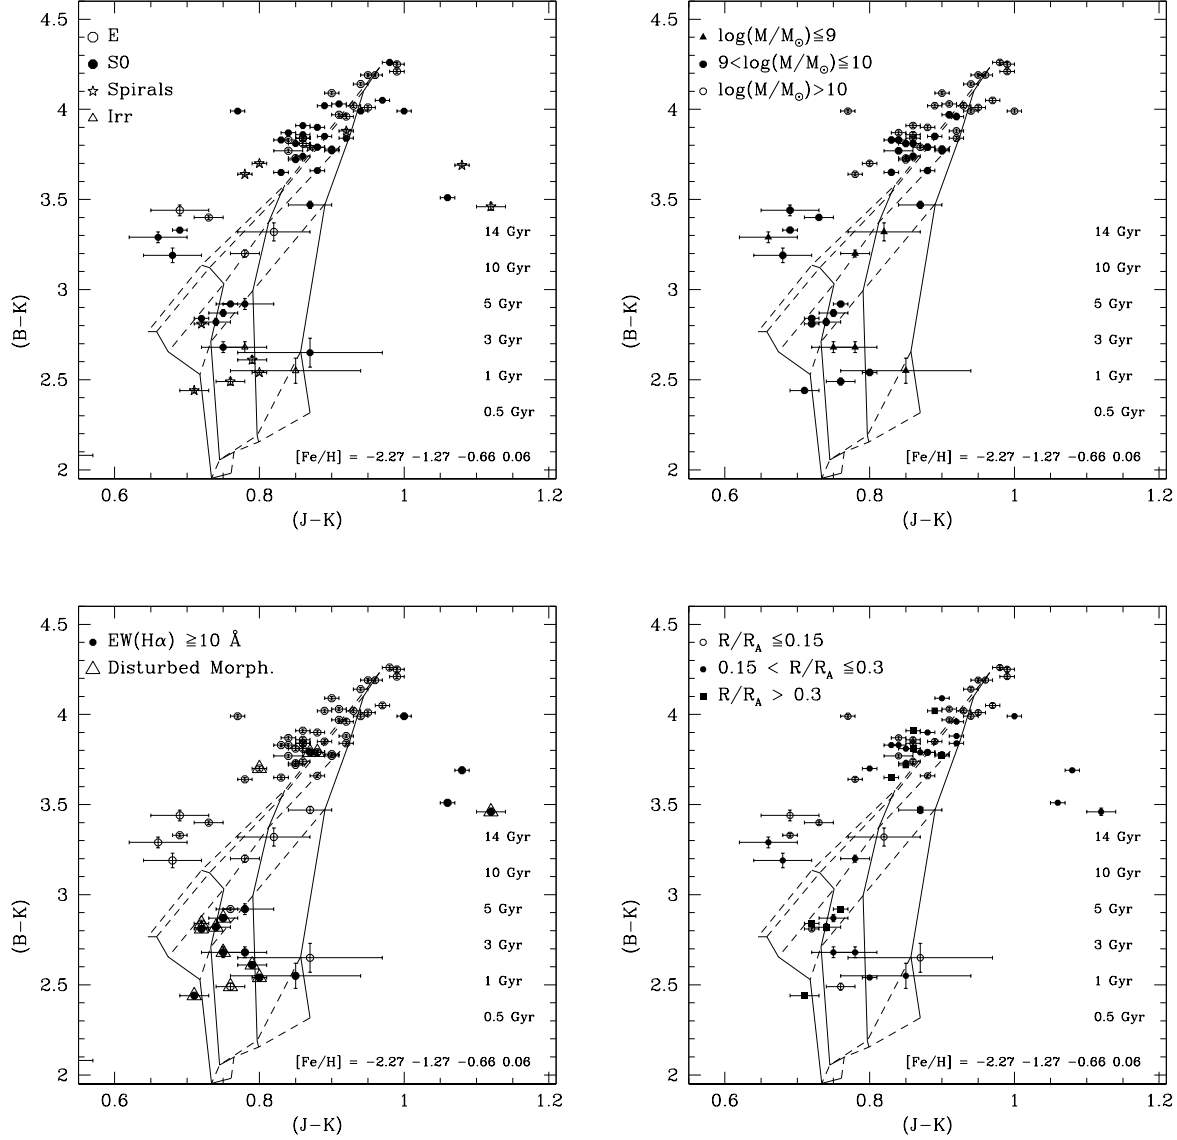 4.5
4
3.5
3
2.5
2
(B−K)
E
S0
Spirals
Irr
14 Gyr
10 Gyr
5 Gyr
3 Gyr
1 Gyr
0.5 Gyr
[Fe/H] = −2.27 −1.27 −0.66 0.06
0.6 0.8 1 1.2
(J−K)
4.5
4
3.5
3
2.5
2
(B−K)
log(M/M⊙)≤9
9<log(M/M⊙)≤10
log(M/M⊙)>10
14 Gyr
10 Gyr
5 Gyr
3 Gyr
1 Gyr
0.5 Gyr
[Fe/H] = −2.27 −1.27 −0.66 0.06
0.6 0.8 1 1.2
(J−K)
4.5
4
3.5
3
2.5
2
(B−K)
EW(Hα) ≥10 Å
Disturbed Morph.
14 Gyr
10 Gyr
5 Gyr
3 Gyr
1 Gyr
0.5 Gyr
[Fe/H] = −2.27 −1.27 −0.66 0.06
0.6 0.8 1 1.2
(J−K)
4.5
4
3.5
3
2.5
2
(B−K)
R/R_A ≤0.15
0.15 < R/R_A ≤0.3
R/R_A > 0.3
14 Gyr
10 Gyr
5 Gyr
3 Gyr
1 Gyr
0.5 Gyr
[Fe/H] = −2.27 −1.27 −0.66 0.06
0.6 0.8 1 1.2
(J−K)